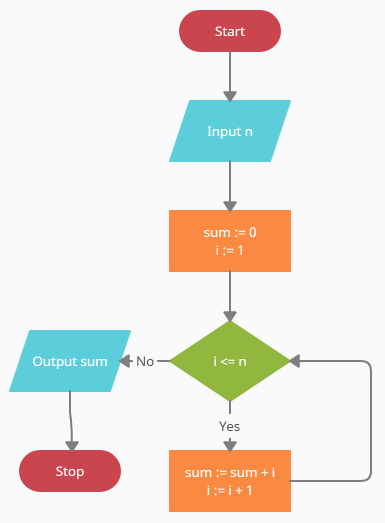 Start
Input n
sum := 0
i := 1
i <= n
No
Output sum
Yes
Stop
sum := sum + i
i := i + 1